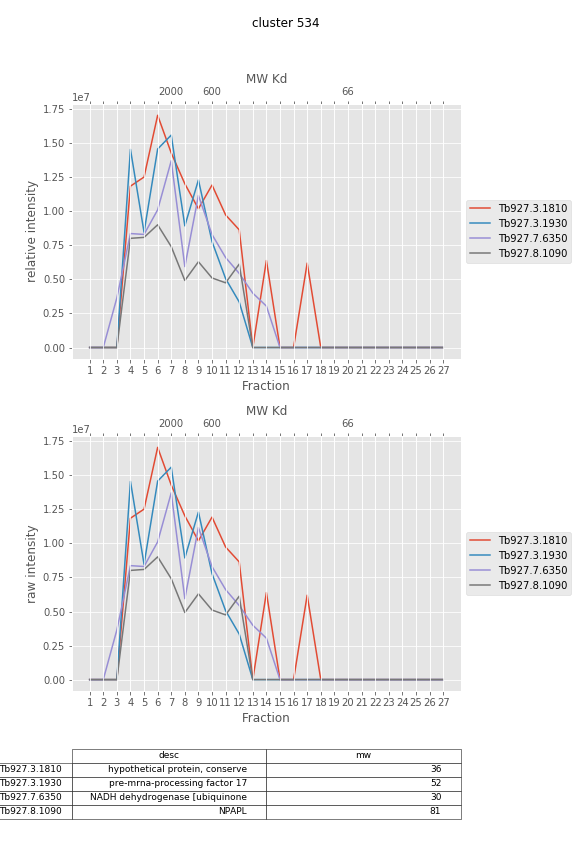 cluster 534
MW Kd
1e7 2000 600 66
1.75
1.50
1.25
1.00
0.75
0.50
0.25
0.00
relative intensity
Tb927.3.1810
Tb927.3.1930
Tb927.7.6350
Tb927.8.1090
1 2 3 4 5 6 7 8 9 10 11 12 13 14 15 16 17 18 19 20 21 22 23 24 25 26 27
Fraction
MW Kd
1e7 2000 600 66
1.75
1.50
1.25
1.00
0.75
0.50
0.25
0.00
raw intensity
Tb927.3.1810
Tb927.3.1930
Tb927.7.6350
Tb927.8.1090
1 2 3 4 5 6 7 8 9 10 11 12 13 14 15 16 17 18 19 20 21 22 23 24 25 26 27
Fraction
desc mw
Tb927.3.1810 hypothetical protein, conserve 36
Tb927.3.1930 pre-mrna-processing factor 17 52
Tb927.7.6350 NADH dehydrogenase [ubiquinone 30
Tb927.8.1090 NPAPL 81